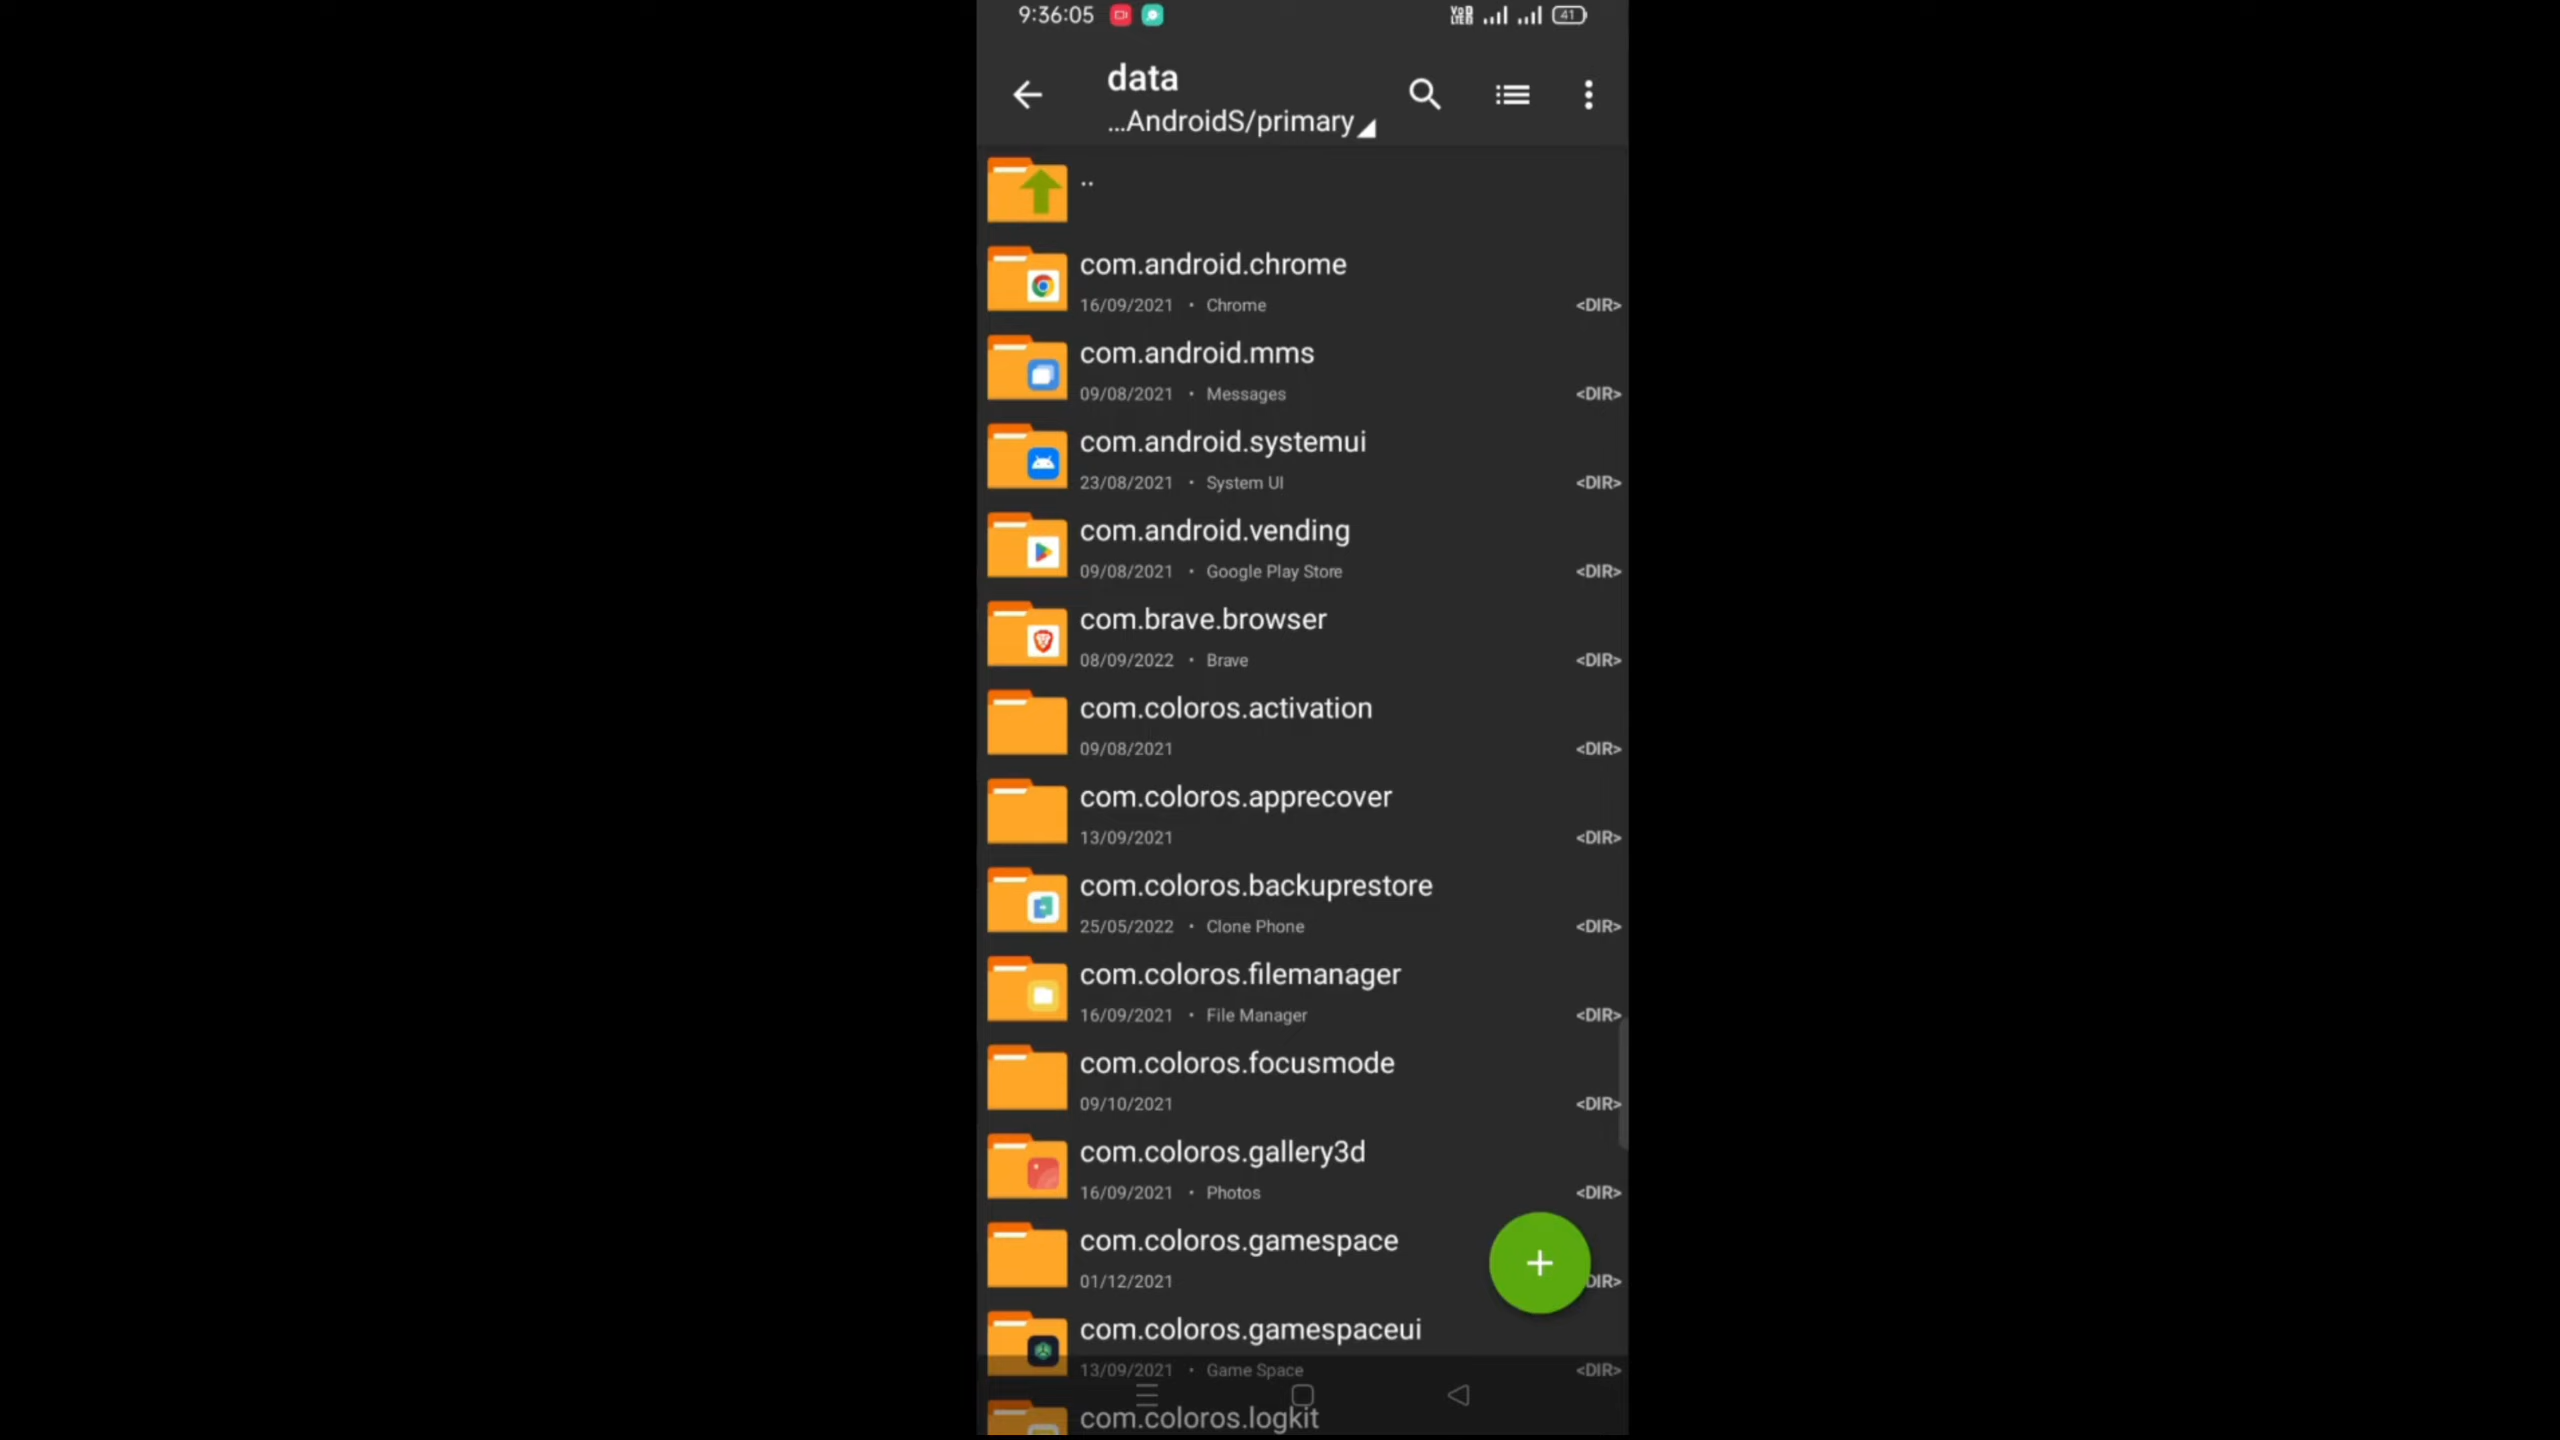 9:36:05 VoD LTE1 41
data
...AndroidS/primary
..
com.android.chrome
16/09/2021 • Chrome <DIR>
com.android.mms
09/08/2021 • Messages <DIR>
com.android.systemui
23/08/2021 • System UI <DIR>
com.android.vending
09/08/2021 • Google Play Store <DIR>
com.brave.browser
08/09/2022 • Brave <DIR>
com.coloros.activation
09/08/2021 <DIR>
com.coloros.apprecover
13/09/2021 <DIR>
com.coloros.backuprestore
25/05/2022 • Clone Phone <DIR>
com.coloros.filemanager
16/09/2021 • File Manager <DIR>
com.coloros.focusmode
09/10/2021 <DIR>
com.coloros.gallery3d
16/09/2021 • Photos <DIR>
com.coloros.gamespace
01/12/2021 DIR>
com.coloros.gamespaceui
13/09/2021 • Game Space <DIR>
com.coloros.logkit